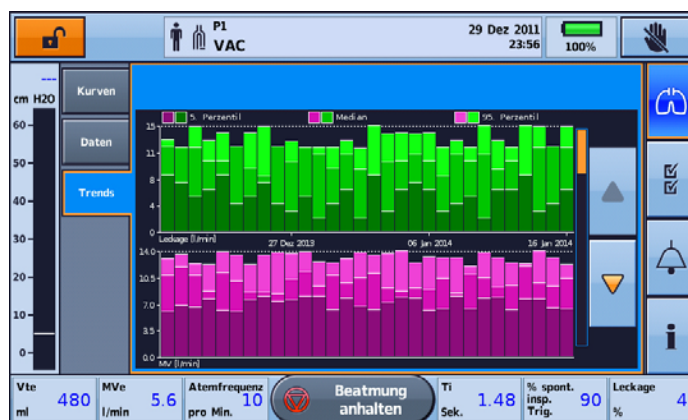 P1
VAC
29 Dez 2011
23:56
100%
---
cm H2O
60
50
40
30
20
10
0
Kurven
Daten
Trends
5. Perzentil
Median
95. Perzentil
15
11
8
4
0
Leckage [l/min]
27 Dez 2013
06 Jan 2014
16 Jan 2014
14.0
10.5
7.0
3.5
0.0
MV [l/min]
Vte
480
ml
MVe
5.6
l/min
Atemfrequenz
10
pro Min.
Beatmung
anhalten
Ti
1.48
Sek.
% spont.
insp.
Trig.
90
Leckage
4
%